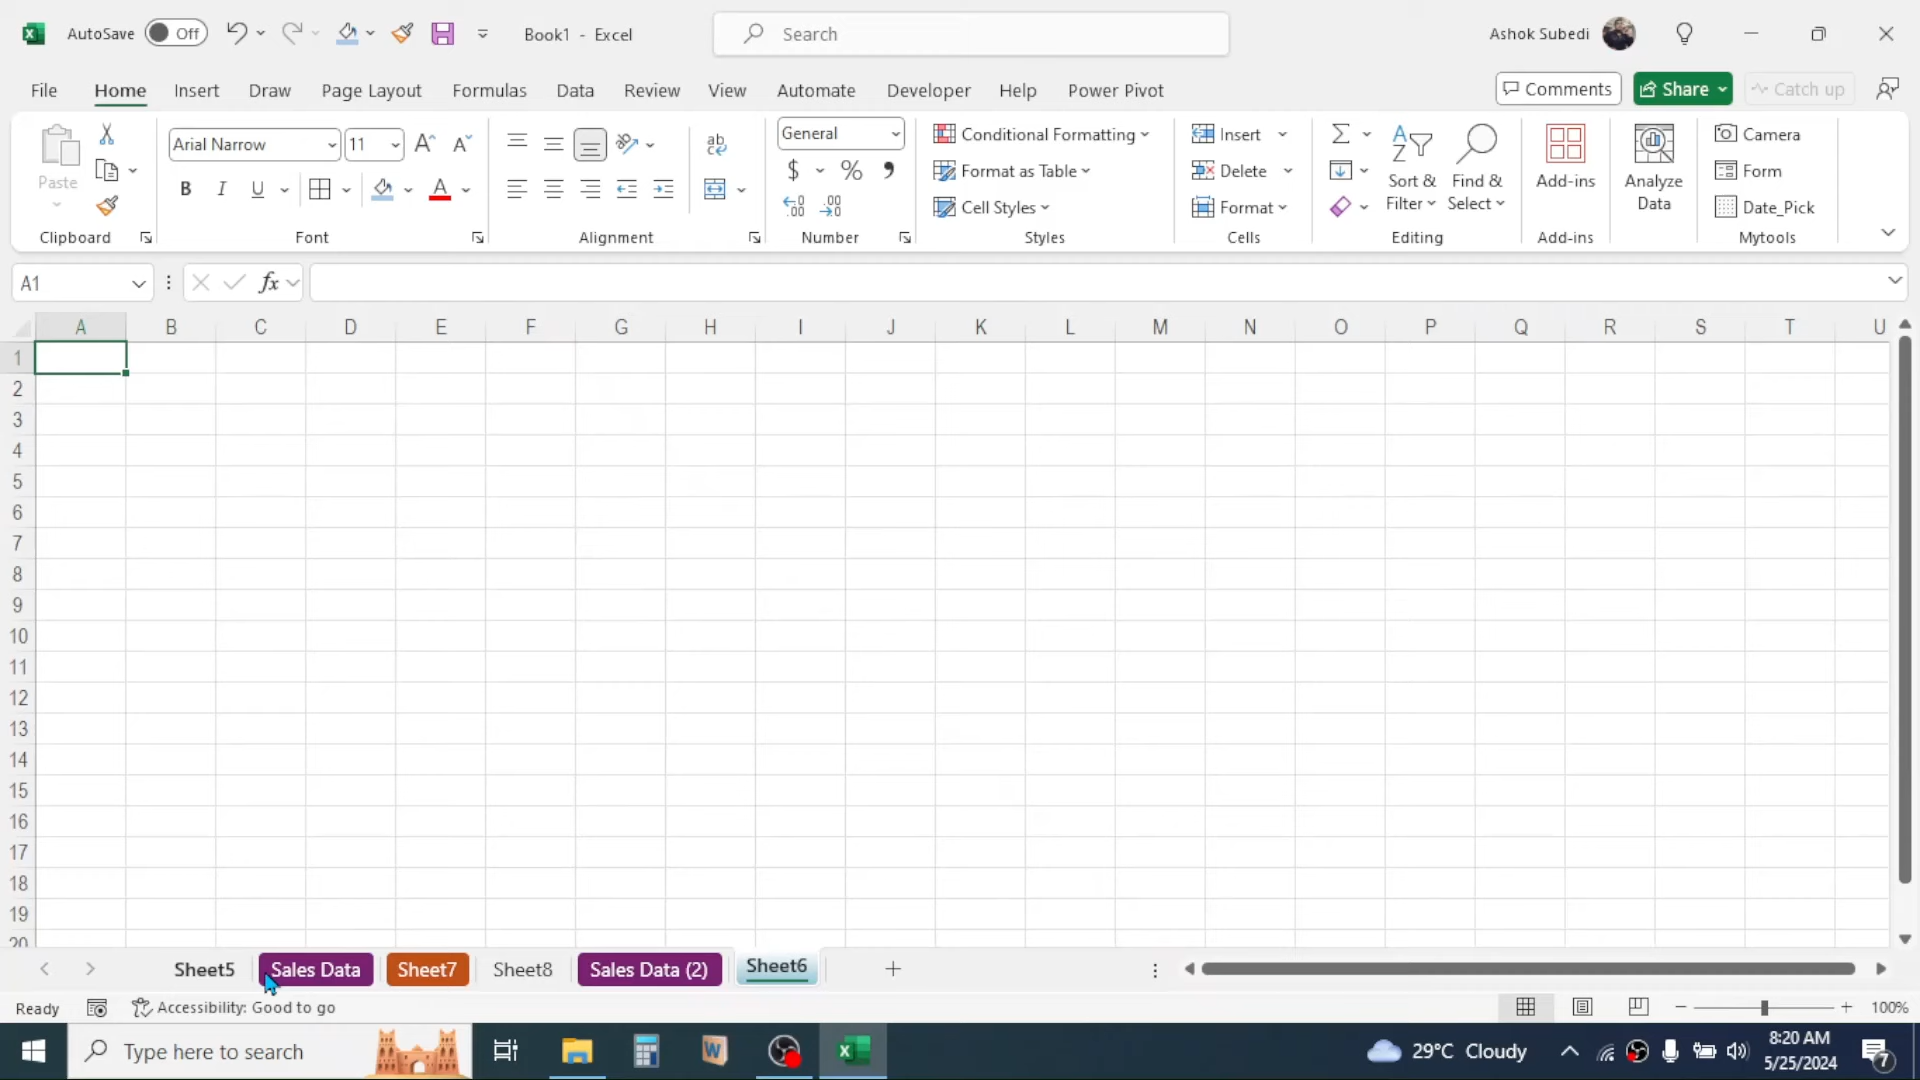 AutoSave Off Book1 - Excel Search Ashok Subedi
File Home Insert Draw Page Layout Formulas Data Review View Automate Developer Help Power Pivot Comments Share Catch up
Paste Arial Narrow 11 General Conditional Formatting Insert Sort & Filter Find & Select Add-ins Analyze Data Camera
B I U A ab c $ % , Format as Table Delete Form
Cell Styles Format Date_Pick
Clipboard Font Alignment Number Styles Cells Editing Add-ins Mytools
A1 fx
A B C D E F G H I J K L M N O P Q R S T U
1
2
3
4
5
6
7
8
9
10
11
12
13
14
15
16
17
18
19
20
Sheet5 Sales Data Sheet7 Sheet8 Sales Data (2) Sheet6
Ready Accessibility: Good to go 100%
Type here to search 29°C Cloudy 8:20 AM
5/25/2024 7